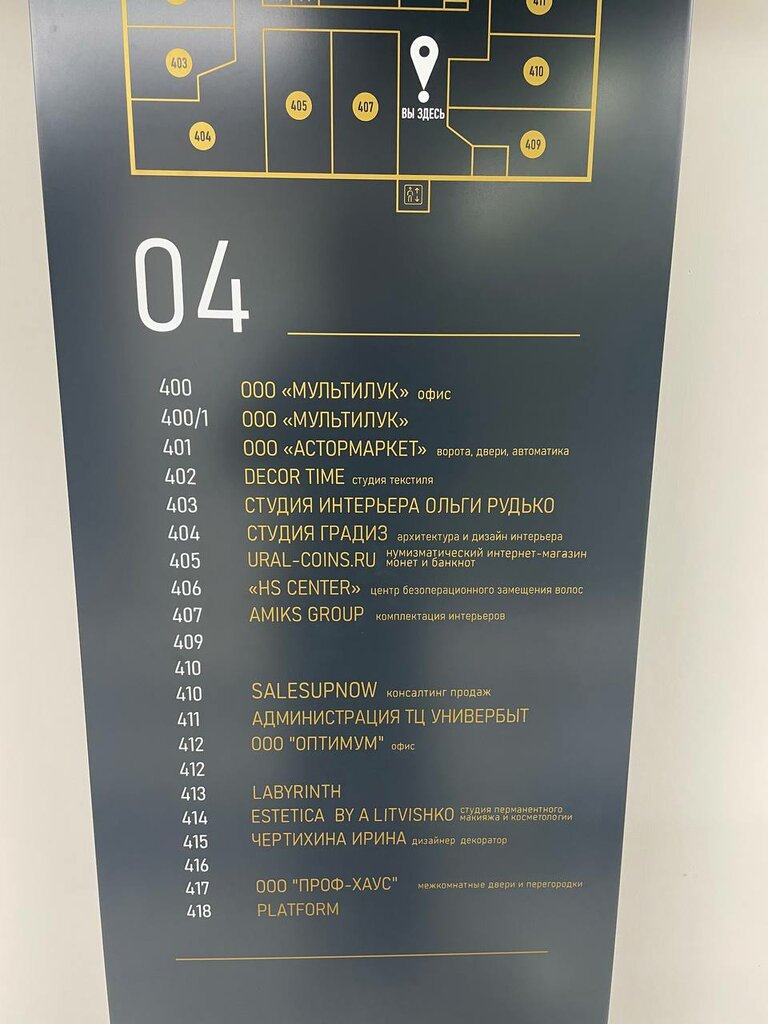 411
403
410
405
407
ВЫ ЗДЕСЬ
404
409
04
400 ООО «МУЛЬТИЛУК» офис
400/1 ООО «МУЛЬТИЛУК»
401 ООО «АСТОРМАРКЕТ» ворота, двери, автоматика
402 DECOR TIME студия текстиля
403 СТУДИЯ ИНТЕРЬЕРА ОЛЬГИ РУДЬКО
404 СТУДИЯ ГРАДИЗ архитектура и дизайн интерьера
405 URAL-COINS.RU нумизматический интернет-магазин
монет и банкнот
406 «HS CENTER» центр безоперационного замещения волос
407 AMIKS GROUP комплектация интерьеров
409
410
410 SALESUPNOW консалтинг продаж
411 АДМИНИСТРАЦИЯ ТЦ УНИВЕРБЫТ
412 ООО "ОПТИМУМ" офис
412
413 LABYRINTH
414 ESTETICA BY A LITVISHKO студия перманентного
макияжа и косметологии
415 ЧЕРТИХИНА ИРИНА дизайнер декоратор
416
417 ООО "ПРОФ-ХАУС" межкомнатные двери и перегородки
418 PLATFORM